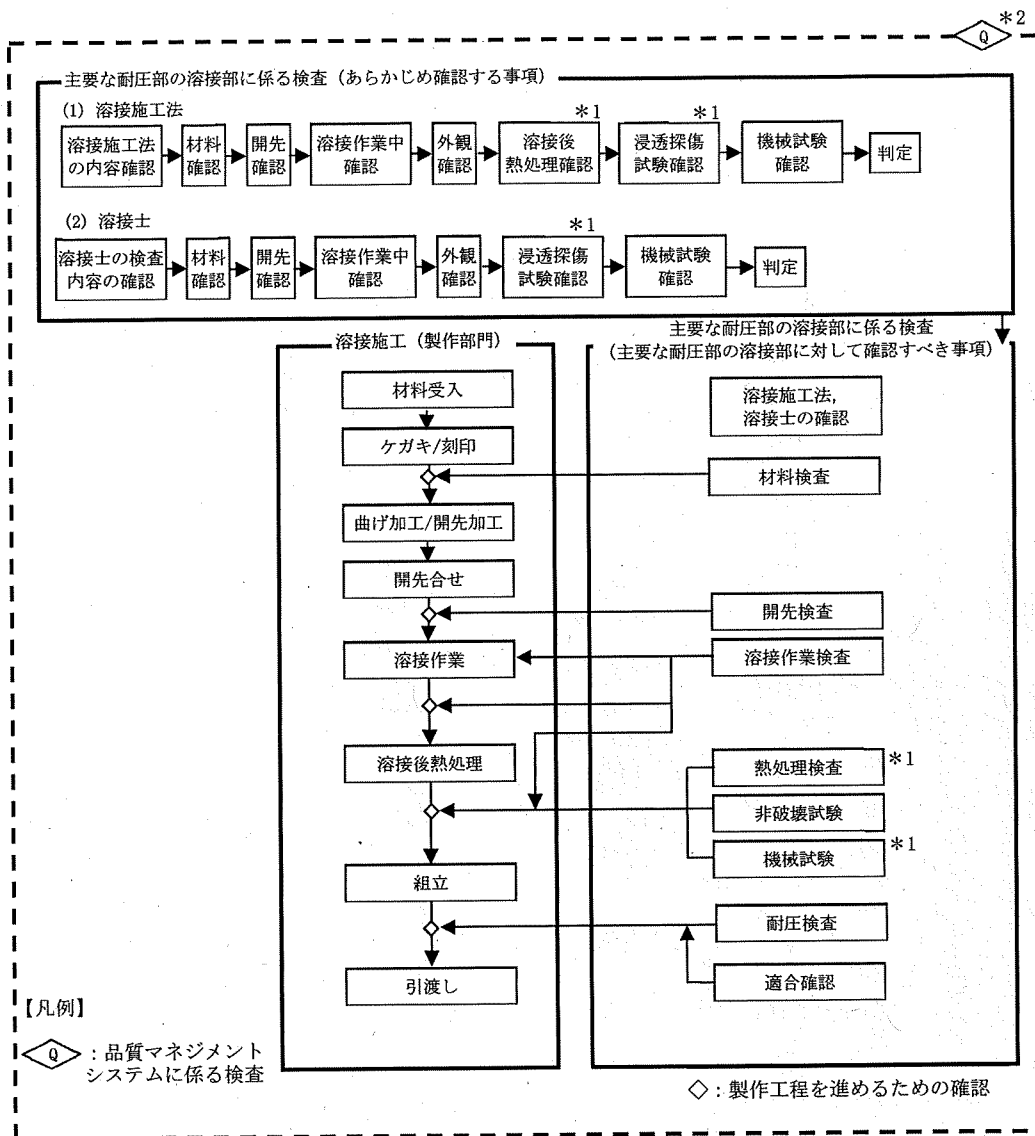 *2
Q
主要な耐圧部の溶接部に係る検査(あらかじめ確認する事項)
(1) 溶接施工法
*1
*1
溶接施工法
の内容確認
材料
確認
開先
確認
溶接作業中
確認
外観
確認
溶接後
熱処理確認
浸透探傷
試験確認
機械試験
確認
判定
(2) 溶接士
*1
溶接士の検査
内容の確認
材料
確認
開先
確認
溶接作業中
確認
外観
確認
浸透探傷
試験確認
機械試験
確認
判定
溶接施工(製作部門)
主要な耐圧部の溶接部に係る検査
(主要な耐圧部の溶接部に対して確認すべき事項)
材料受入
溶接施工法,
溶接士の確認
ケガキ/刻印
材料検査
曲げ加工/開先加工
開先合せ
開先検査
溶接作業
溶接作業検査
溶接後熱処理
熱処理検査
*1
非破壊試験
機械試験
*1
組立
耐圧検査
引渡し
適合確認
【凡例】
Q :品質マネジメント
システムに係る検査
◇:製作工程を進めるための確認